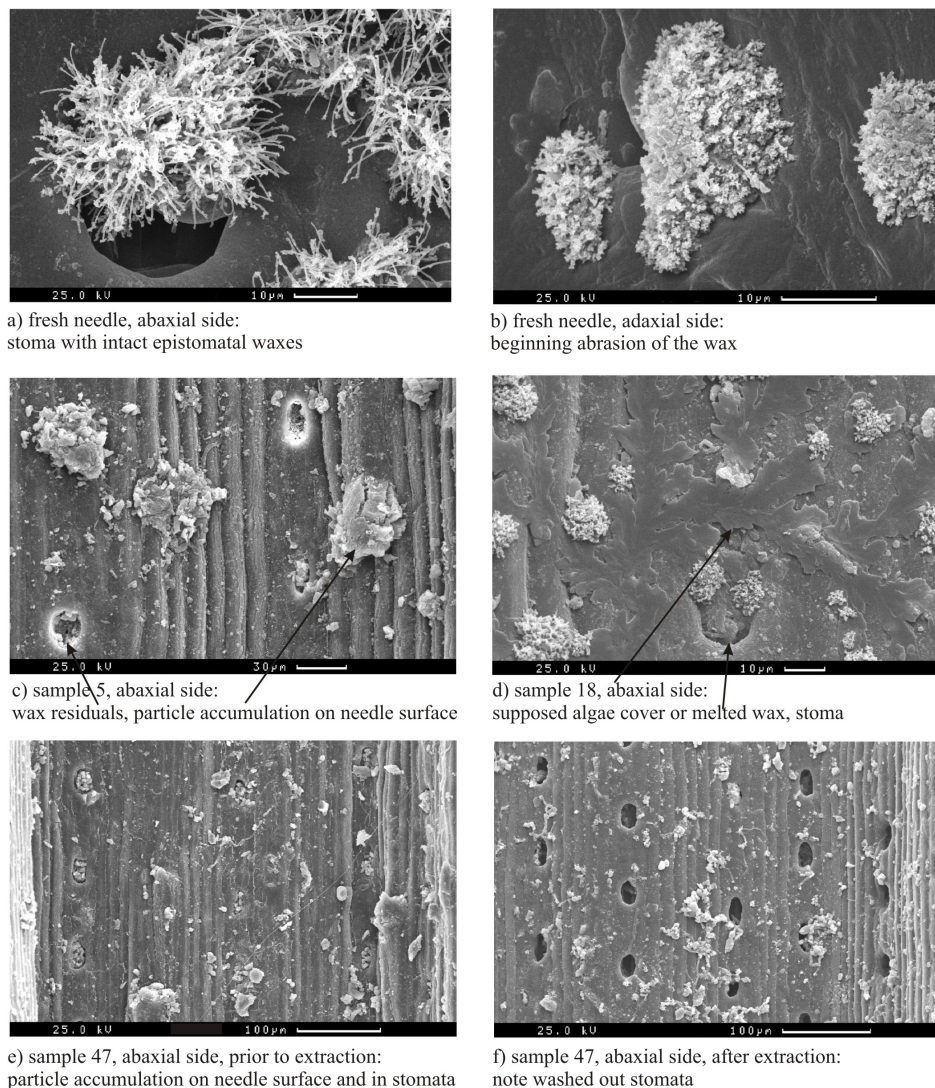 25.0 kV 10µm
25.0 kV 10µm
a) fresh needle, abaxial side:
stoma with intact epistomatal waxes
b) fresh needle, adaxial side:
beginning abrasion of the wax
25.0 kV 30µm
25.0 kV 10µm
c) sample 5, abaxial side:
wax residuals, particle accumulation on needle surface
d) sample 18, abaxial side:
supposed algae cover or melted wax, stoma
25.0 kV 100µm
25.0 kV 100µm
e) sample 47, abaxial side, prior to extraction:
particle accumulation on needle surface and in stomata
f) sample 47, abaxial side, after extraction:
note washed out stomata